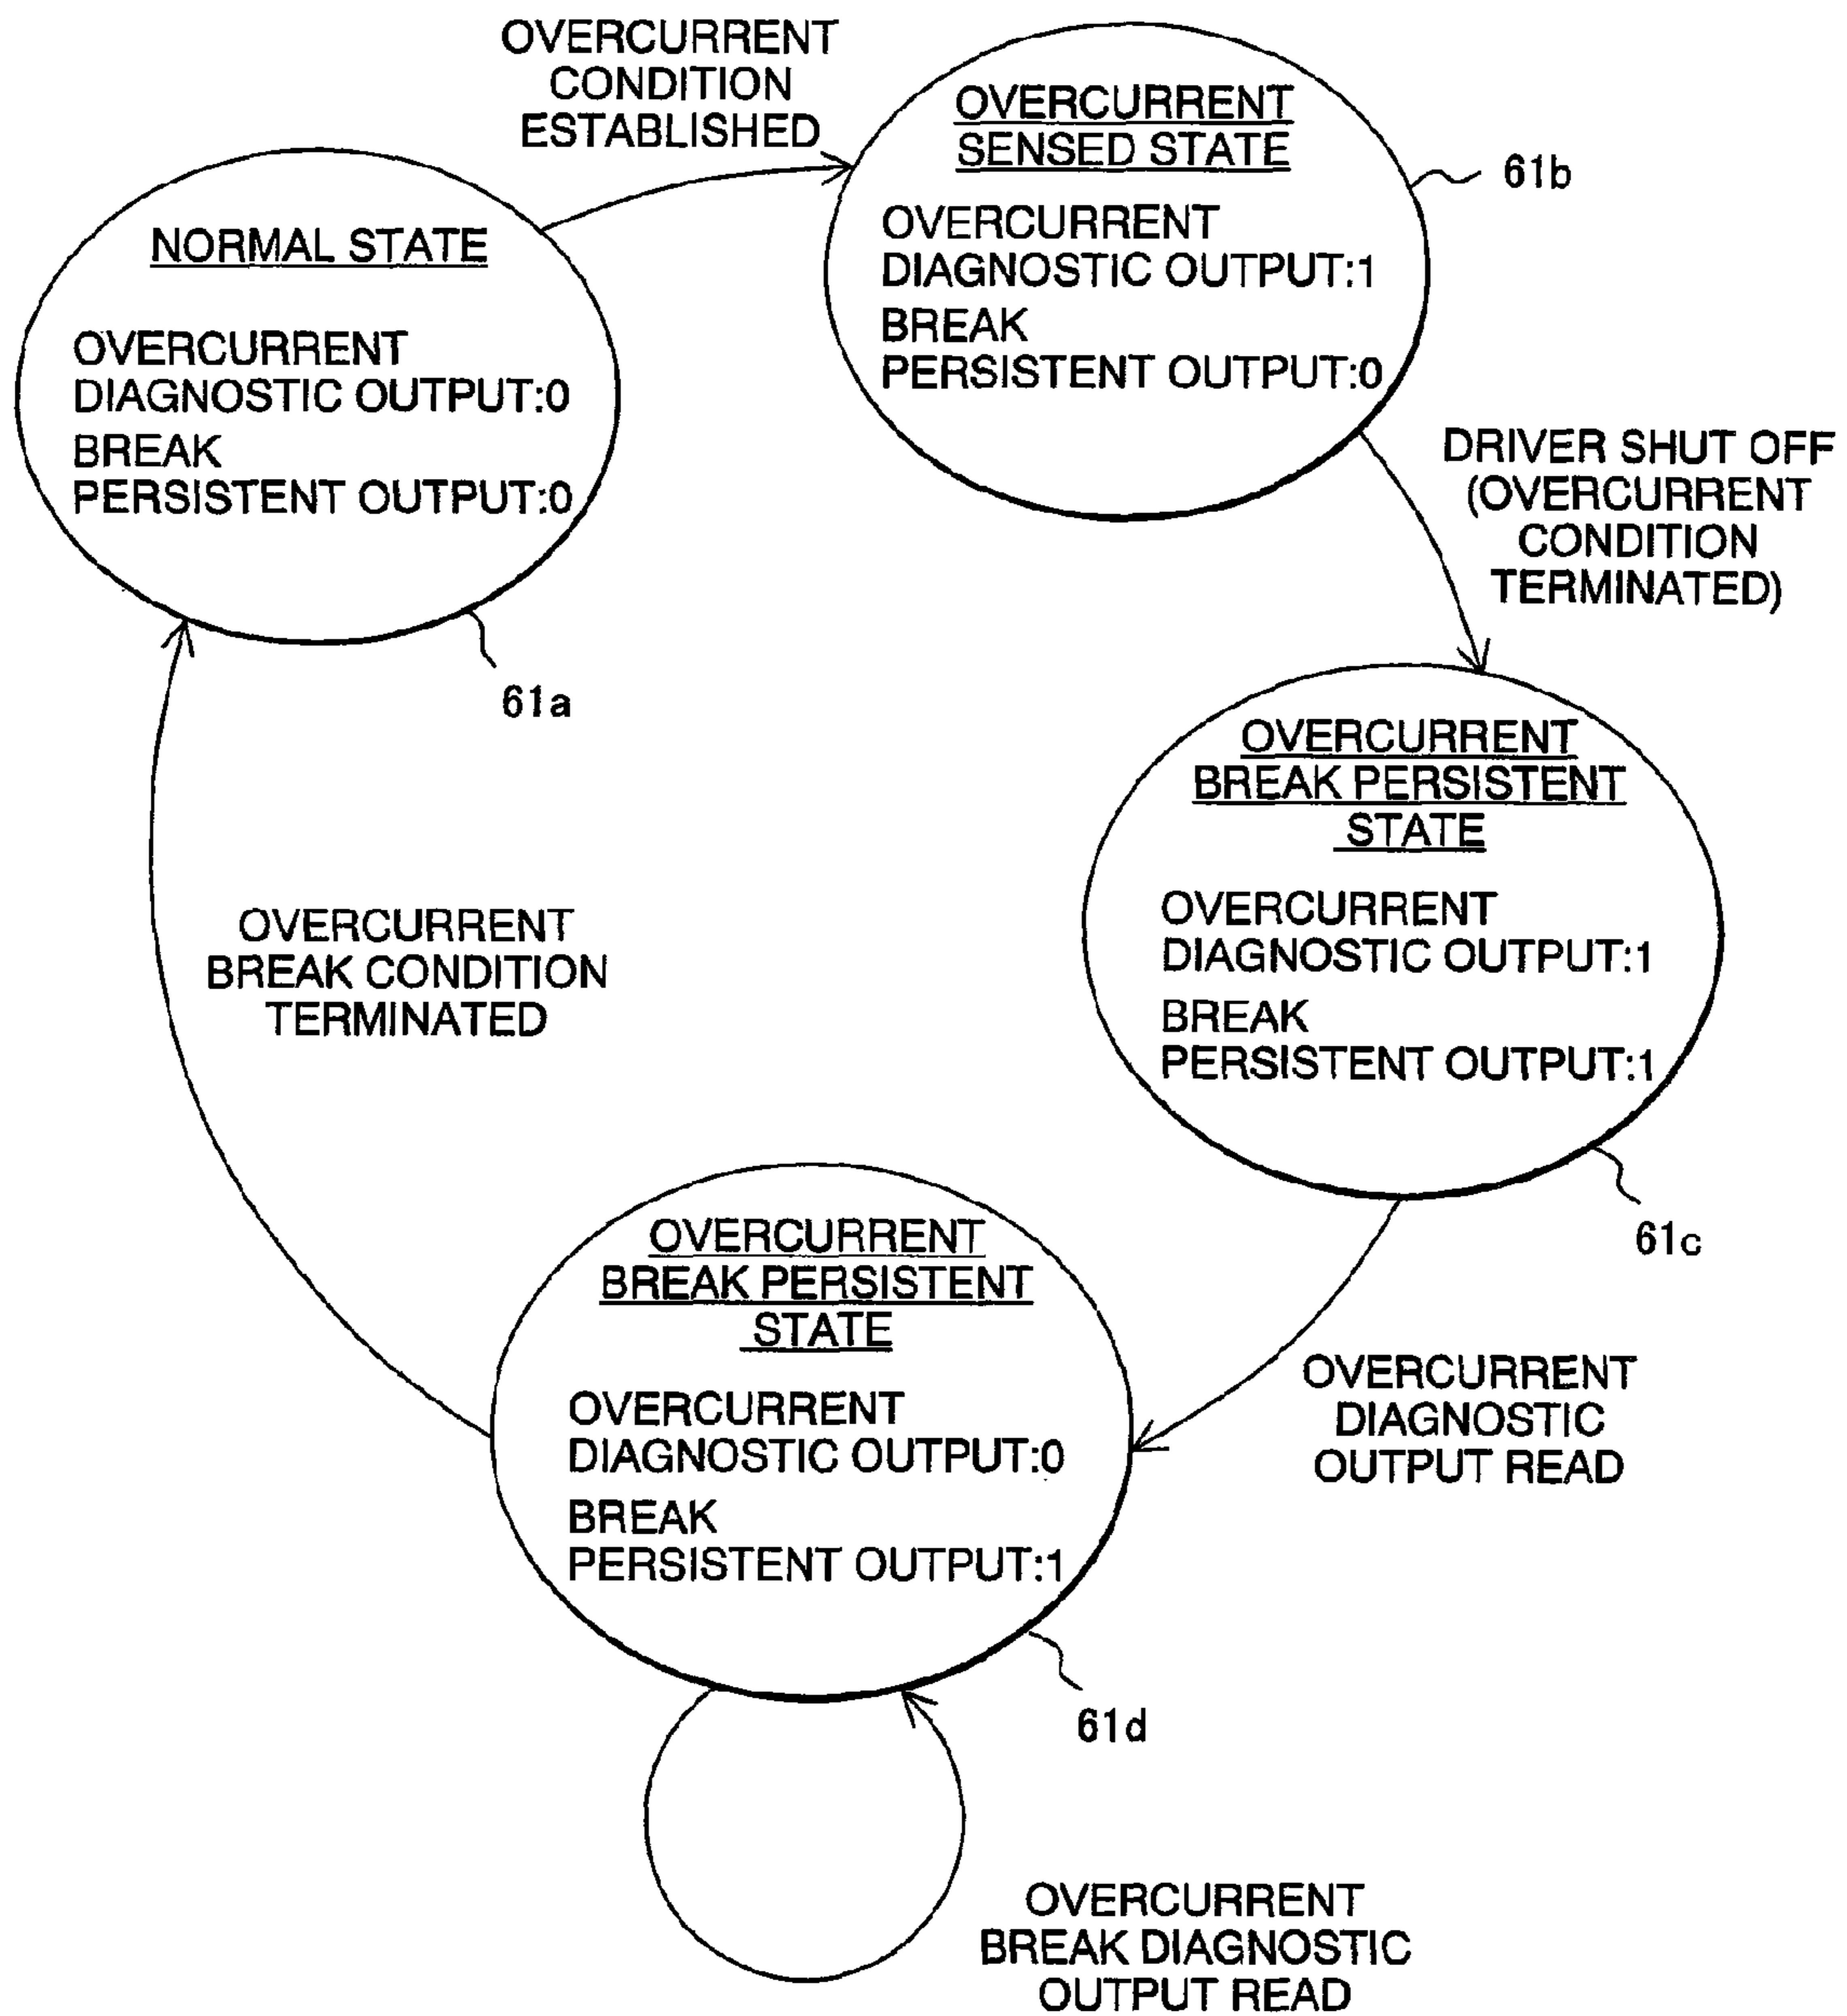 OVERCURRENT
CONDITION
ESTABLISHED
NORMAL STATE
OVERCURRENT
DIAGNOSTIC OUTPUT:0
BREAK
PERSISTENT OUTPUT:0
61a
OVERCURRENT
SENSED STATE
OVERCURRENT
DIAGNOSTIC OUTPUT:1
BREAK
PERSISTENT OUTPUT:0
61b
DRIVER SHUT OFF
(OVERCURRENT
CONDITION
TERMINATED)
OVERCURRENT
BREAK PERSISTENT
STATE
OVERCURRENT
DIAGNOSTIC OUTPUT:1
BREAK
PERSISTENT OUTPUT:1
61c
OVERCURRENT
DIAGNOSTIC
OUTPUT READ
OVERCURRENT
BREAK PERSISTENT
STATE
OVERCURRENT
DIAGNOSTIC OUTPUT:0
BREAK
PERSISTENT OUTPUT:1
61d
OVERCURRENT
BREAK DIAGNOSTIC
OUTPUT READ
OVERCURRENT
BREAK CONDITION
TERMINATED